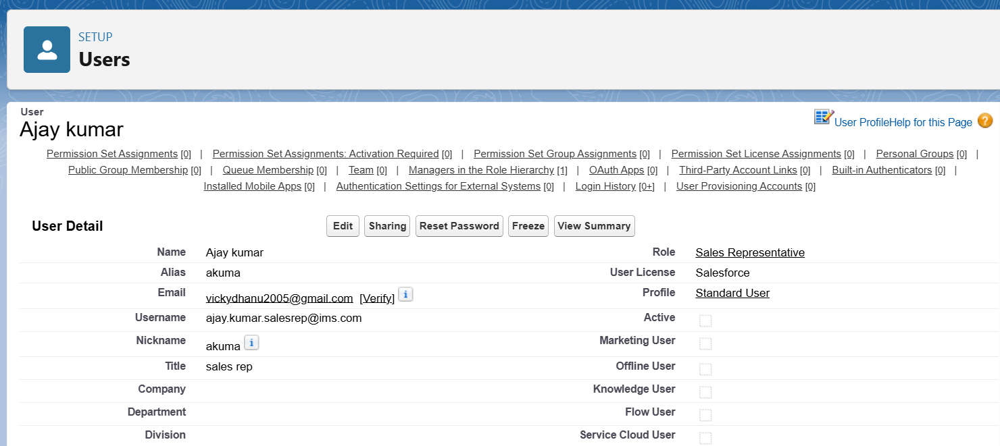 SETUP
Users
User
Ajay kumar
User ProfileHelp for this Page ?
Permission Set Assignments [0] | Permission Set Assignments: Activation Required [0] | Permission Set Group Assignments [0] | Permission Set License Assignments [0] | Personal Groups [0] |
Public Group Membership [0] | Queue Membership [0] | Team [0] | Managers in the Role Hierarchy [1] | OAuth Apps [0] | Third-Party Account Links [0] | Built-in Authenticators [0] |
Installed Mobile Apps [0] | Authentication Settings for External Systems [0] | Login History [0+] | User Provisioning Accounts [0]
User Detail Edit Sharing Reset Password Freeze View Summary
Name Ajay kumar Role Sales Representative
Alias akuma User License Salesforce
Email vickydhanu2005@gmail.com [Verify] i Profile Standard User
Username ajay.kumar.salesrep@ims.com Active
Nickname akuma i Marketing User
Title sales rep Offline User
Company Knowledge User
Department Flow User
Division Service Cloud User